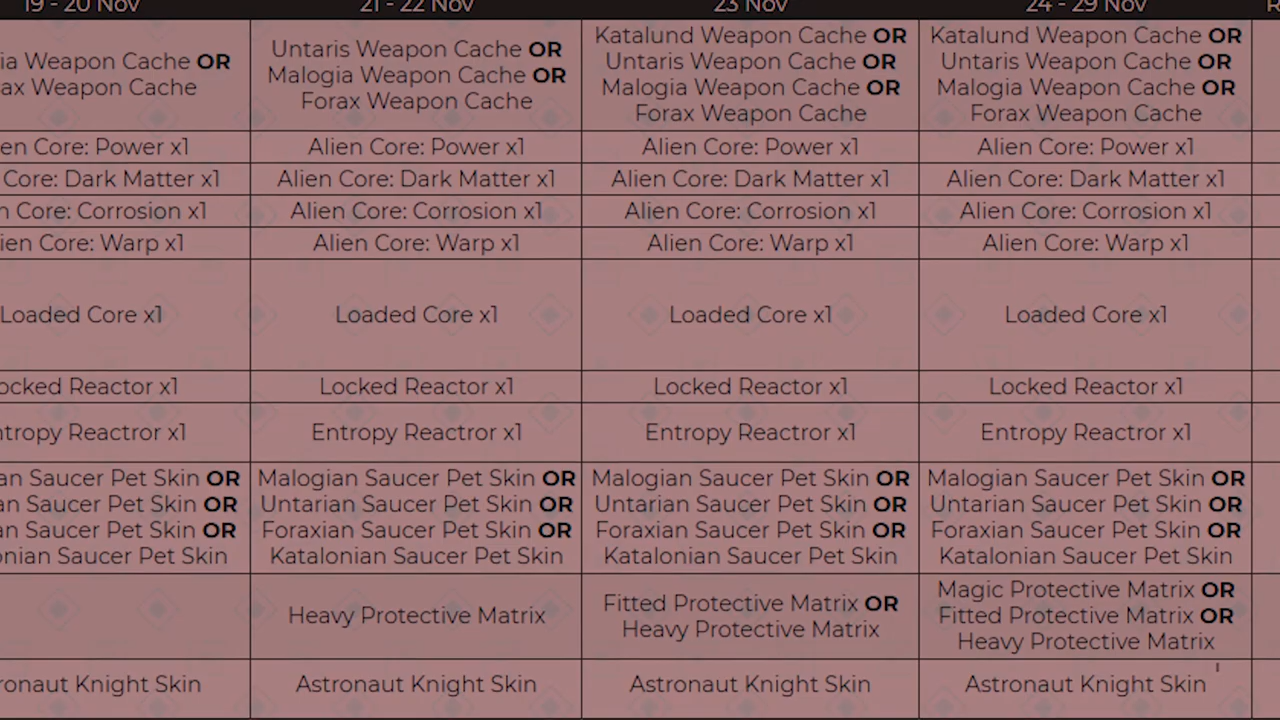 19 - 20 Nov 21 - 22 Nov 23 Nov 24 - 29 Nov
ia Weapon Cache OR
ax Weapon Cache
Untaris Weapon Cache OR
Malogia Weapon Cache OR
Forax Weapon Cache
Katalund Weapon Cache OR
Untaris Weapon Cache OR
Malogia Weapon Cache OR
Forax Weapon Cache
Katalund Weapon Cache OR
Untaris Weapon Cache OR
Malogia Weapon Cache OR
Forax Weapon Cache
en Core: Power x1 Alien Core: Power x1 Alien Core: Power x1 Alien Core: Power x1
Core: Dark Matter x1 Alien Core: Dark Matter x1 Alien Core: Dark Matter x1 Alien Core: Dark Matter x1
n Core: Corrosion x1 Alien Core: Corrosion x1 Alien Core: Corrosion x1 Alien Core: Corrosion x1
ien Core: Warp x1 Alien Core: Warp x1 Alien Core: Warp x1 Alien Core: Warp x1
Loaded Core x1 Loaded Core x1 Loaded Core x1 Loaded Core x1
ocked Reactor x1 Locked Reactor x1 Locked Reactor x1 Locked Reactor x1
ntropy Reactror x1 Entropy Reactror x1 Entropy Reactror x1 Entropy Reactror x1
an Saucer Pet Skin OR
an Saucer Pet Skin OR
an Saucer Pet Skin OR
onian Saucer Pet Skin
Malogian Saucer Pet Skin OR
Untarian Saucer Pet Skin OR
Foraxian Saucer Pet Skin OR
Katalonian Saucer Pet Skin
Malogian Saucer Pet Skin OR
Untarian Saucer Pet Skin OR
Foraxian Saucer Pet Skin OR
Katalonian Saucer Pet Skin
Malogian Saucer Pet Skin OR
Untarian Saucer Pet Skin OR
Foraxian Saucer Pet Skin OR
Katalonian Saucer Pet Skin
Heavy Protective Matrix
Fitted Protective Matrix OR
Heavy Protective Matrix
Magic Protective Matrix OR
Fitted Protective Matrix OR
Heavy Protective Matrix
ronaut Knight Skin Astronaut Knight Skin Astronaut Knight Skin Astronaut Knight Skin